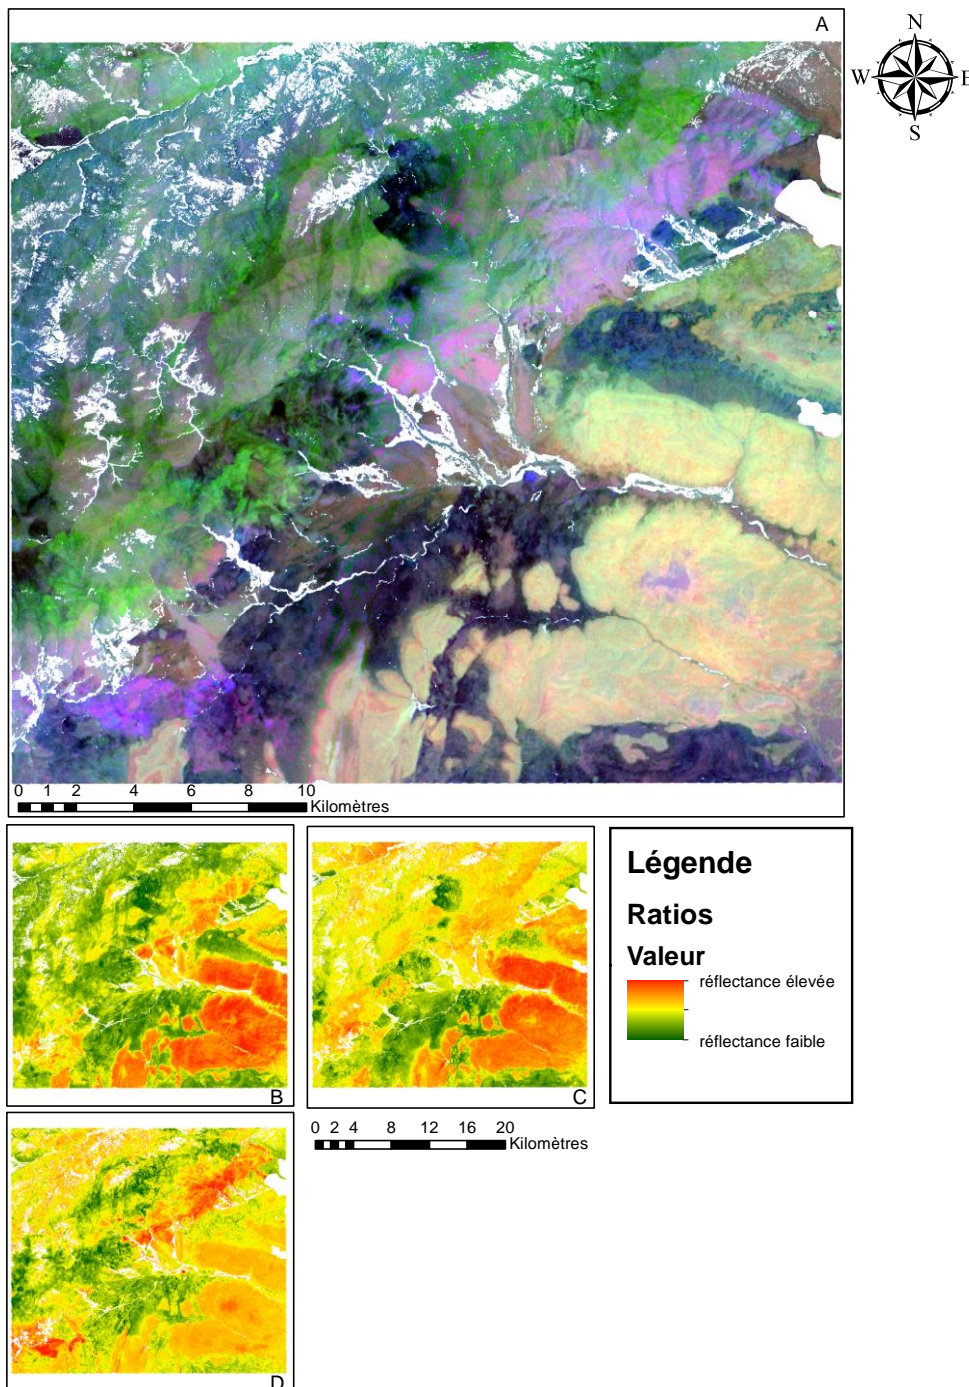 A
N
W E
S
0 1 2 4 6 8 10
Kilomètres
B
C
Légende
Ratios
Valeur
réflectance élevée
réflectance faible
0 2 4 8 12 16 20
Kilomètres
D